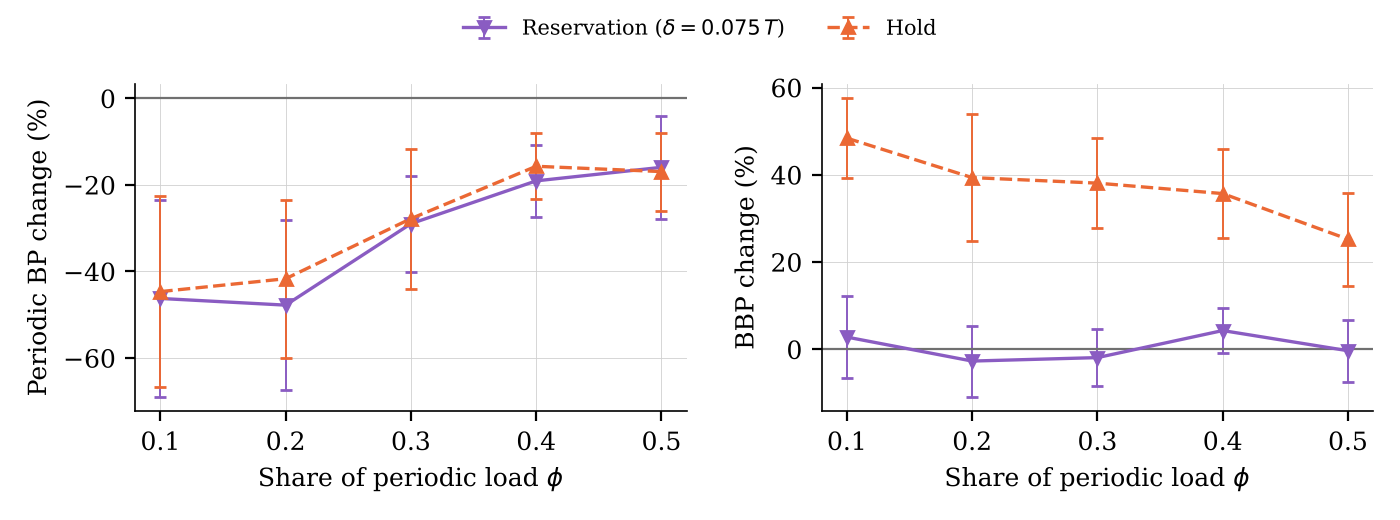 Reservation (δ = 0.075 T) Hold
Periodic BP change (%)
0
−20
−40
−60
0.1 0.2 0.3 0.4 0.5
Share of periodic load ϕ
BBP change (%)
60
40
20
0
0.1 0.2 0.3 0.4 0.5
Share of periodic load ϕ